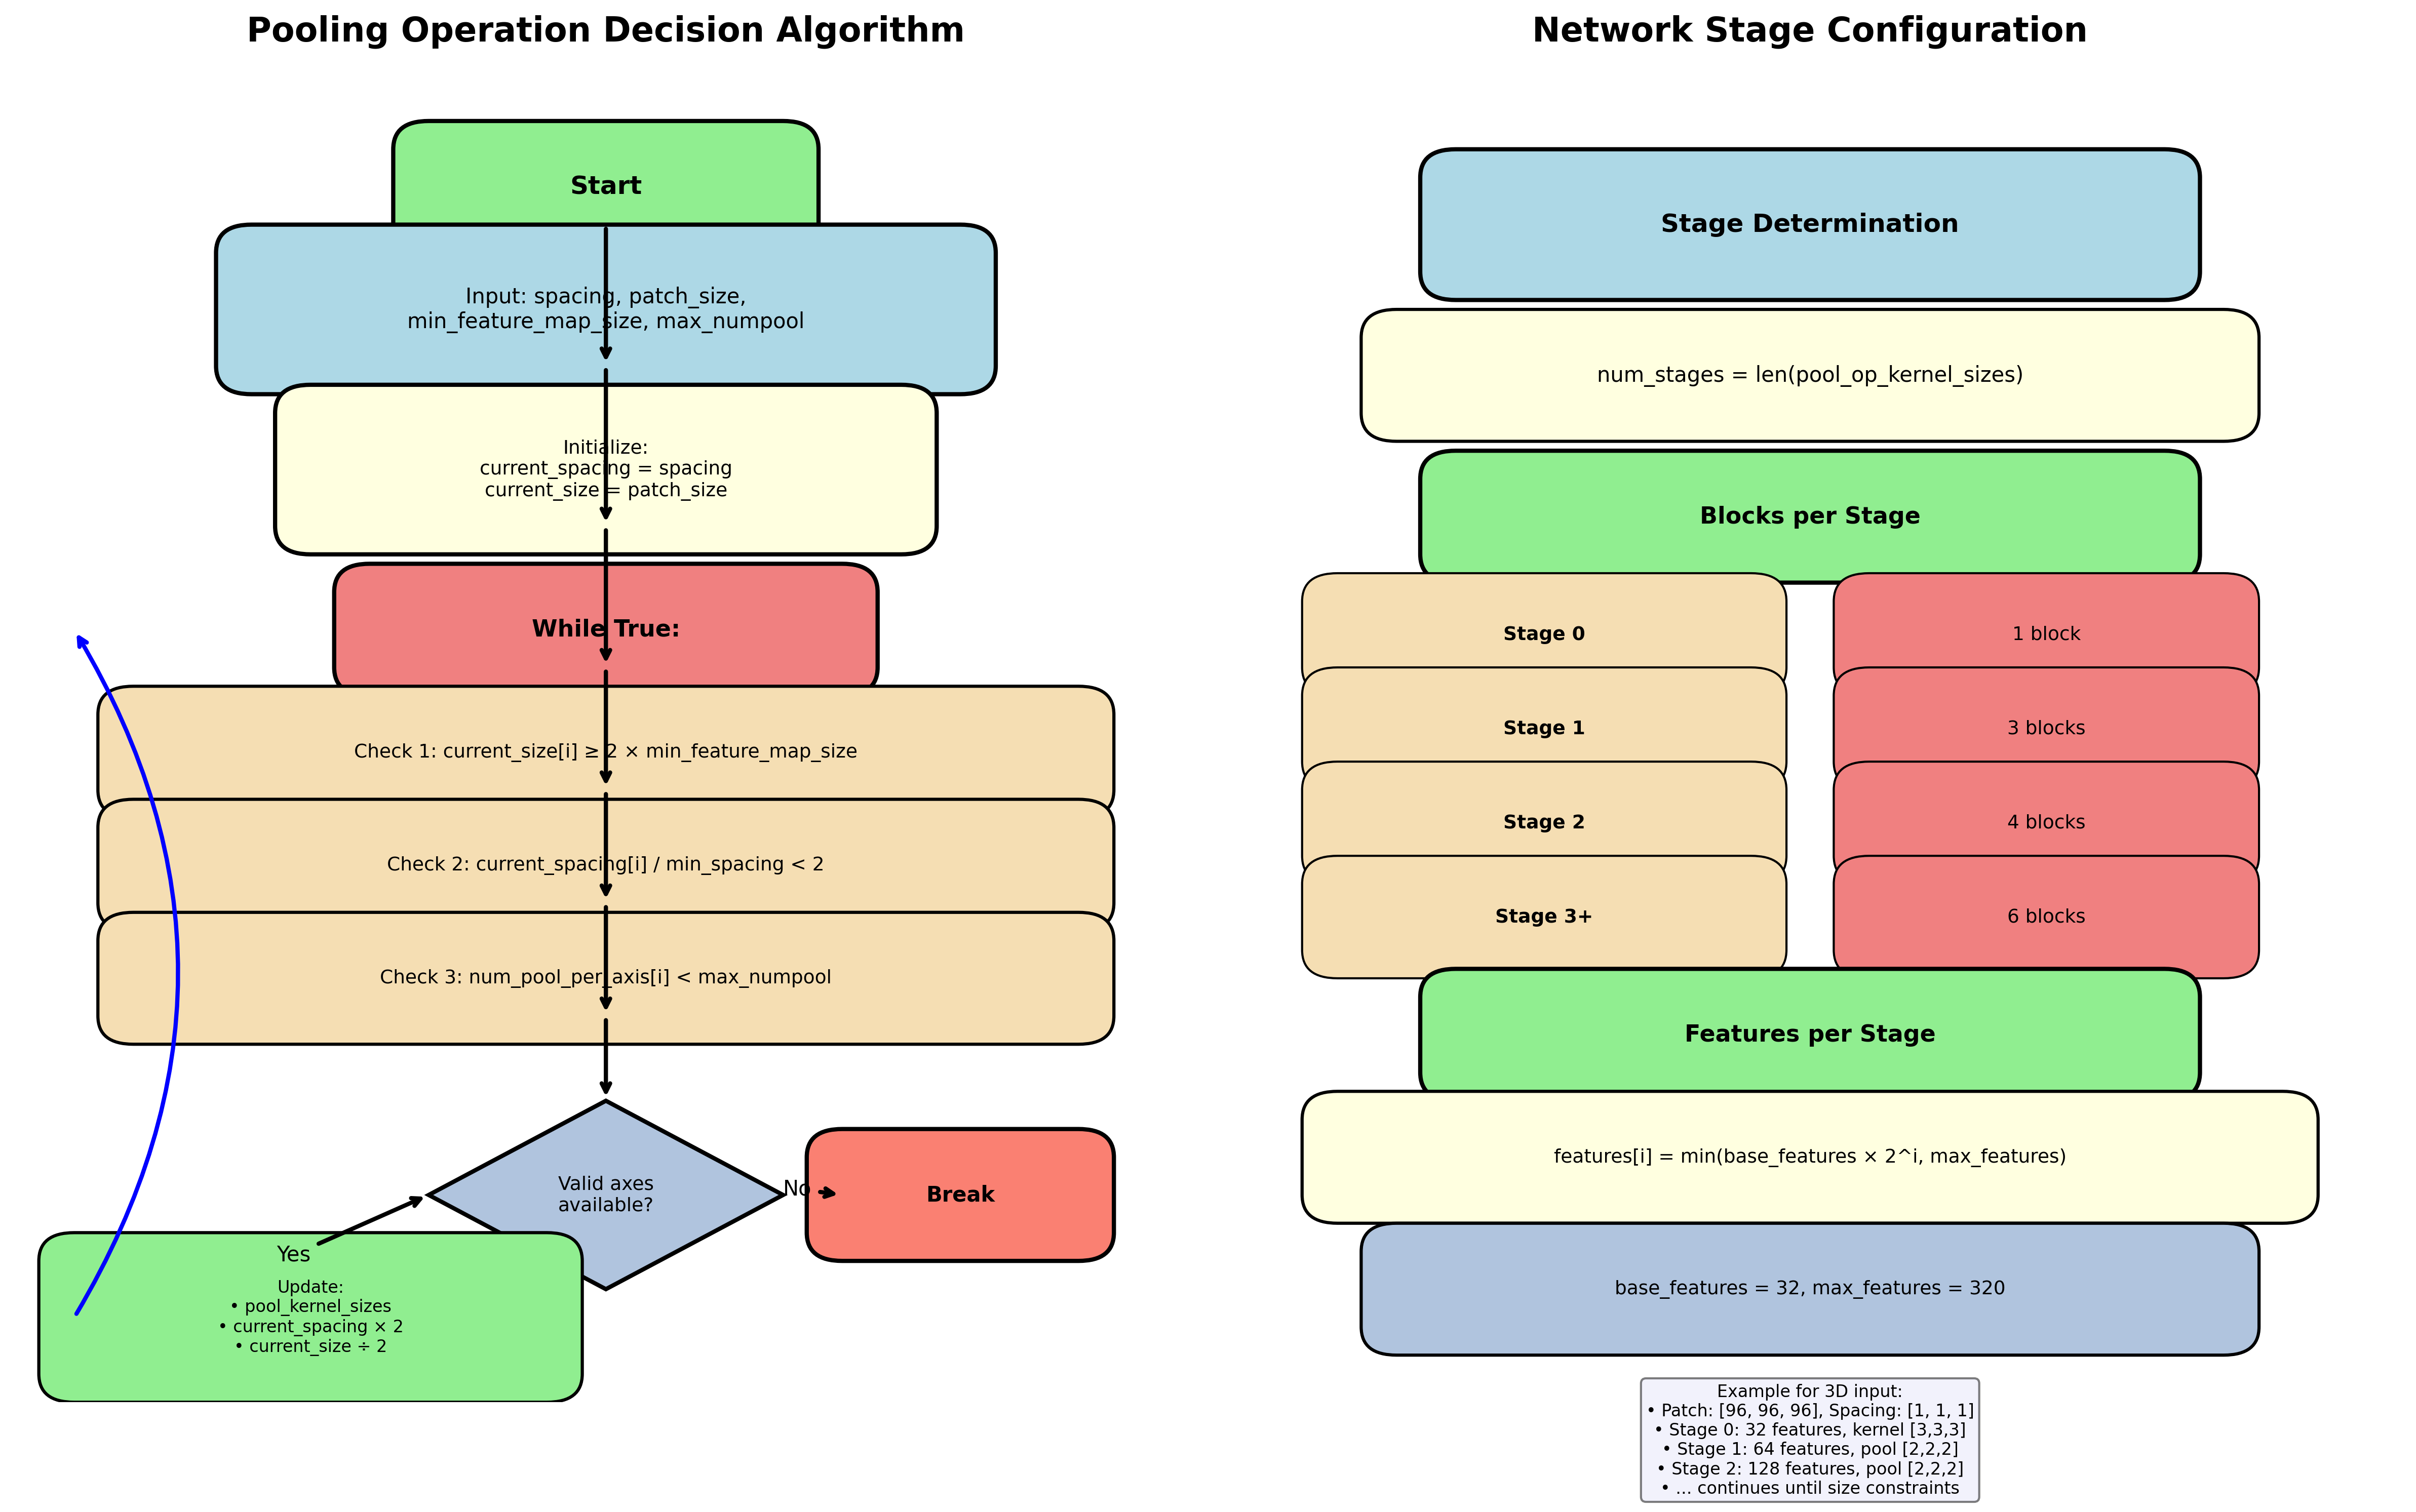 Pooling Operation Decision Algorithm
Start
Input: spacing, patch_size,
min_feature_map_size, max_numpool
Initialize:
current_spacing = spacing
current_size = patch_size
While True:
Check 1: current_size[i] ≥ 2 × min_feature_map_size
Check 2: current_spacing[i] / min_spacing < 2
Check 3: num_pool_per_axis[i] < max_numpool
Valid axes
available?
No
Break
Yes
Update:
• pool_kernel_sizes
• current_spacing × 2
• current_size ÷ 2
Network Stage Configuration
Stage Determination
num_stages = len(pool_op_kernel_sizes)
Blocks per Stage
Stage 0
1 block
Stage 1
3 blocks
Stage 2
4 blocks
Stage 3+
6 blocks
Features per Stage
features[i] = min(base_features × 2^i, max_features)
base_features = 32, max_features = 320
Example for 3D input:
• Patch: [96, 96, 96], Spacing: [1, 1, 1]
• Stage 0: 32 features, kernel [3,3,3]
• Stage 1: 64 features, pool [2,2,2]
• Stage 2: 128 features, pool [2,2,2]
• ... continues until size constraints